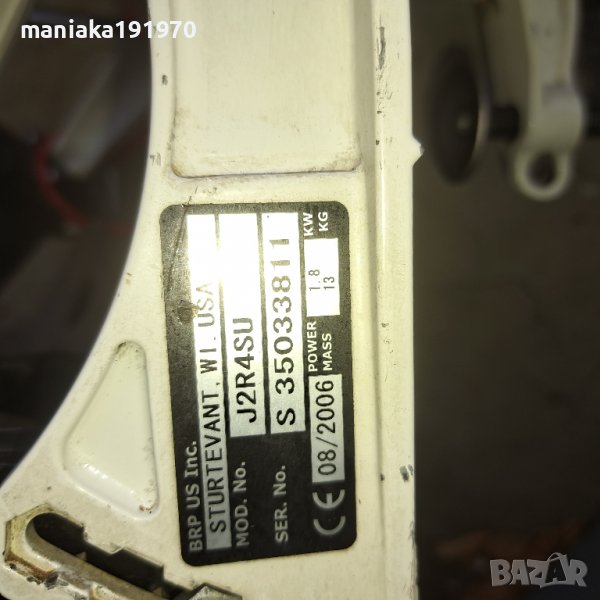 maniaka191970
BRP US Inc.
STURTEVANT, WI. USA
MOD. No. J2R4SU
SER. No. S 35033811
CE 08/2006 POWER 1.8 KW
MASS 13 KG
BAZAR